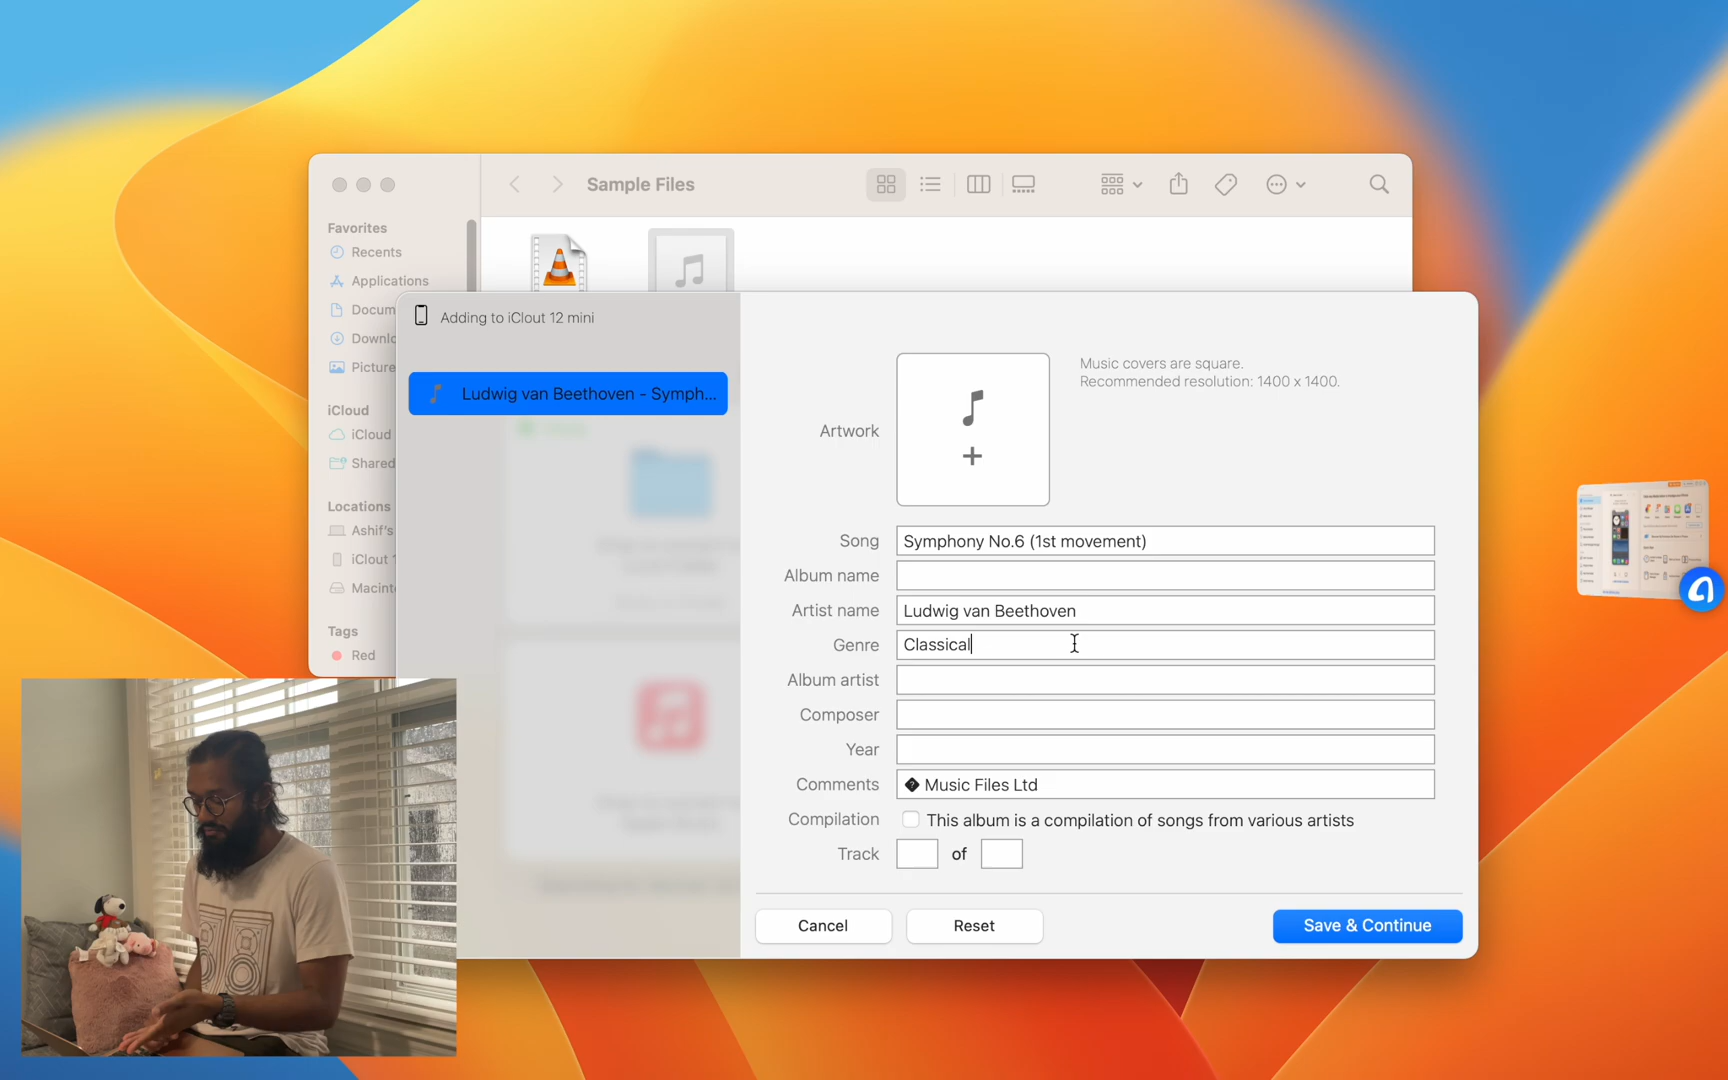 Sample Files
Favorites
Recents
Applications
Docum
Downlo
Picture
iCloud
iCloud
Shared
Locations
Ashif's
iClout 1
Macint
Tags
Red
Adding to iClout 12 mini
Ludwig van Beethoven - Symph...
Artwork
Music covers are square.
Recommended resolution: 1400 x 1400.
Song Symphony No.6 (1st movement)
Album name
Artist name Ludwig van Beethoven
Genre Classical
Album artist
Composer
Year
Comments � Music Files Ltd
Compilation This album is a compilation of songs from various artists
Track of
Cancel Reset Save & Continue